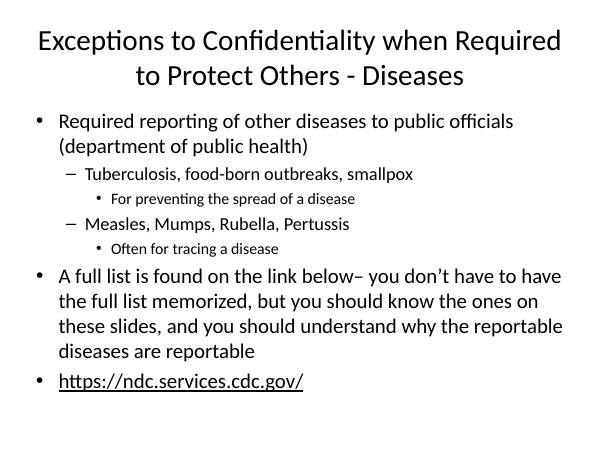 Exceptions to Confidentiality when Required
to Protect Others - Diseases
• Required reporting of other diseases to public officials
(department of public health)
– Tuberculosis, food-born outbreaks, smallpox
• For preventing the spread of a disease
– Measles, Mumps, Rubella, Pertussis
• Often for tracing a disease
• A full list is found on the link below– you don’t have to have
the full list memorized, but you should know the ones on
these slides, and you should understand why the reportable
diseases are reportable
• https://ndc.services.cdc.gov/